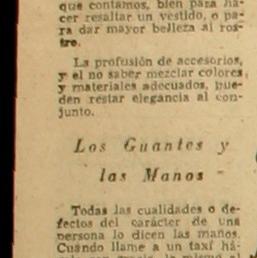 que contamos, bien para ha-
cer resaltar un vestido, o pa-
ra dar mayor belleza al ros-
tro.
La profusión de accesorios,
y el no saber mezclar colores
y materiales adecuados, pue-
den restar elegancia al con-
junto.
Los Guantes y
las Manos -
Todas las cualidades o de-
fectos del carácter de una
persona lo dicen las manos.
Cuando llame a un taxi há-